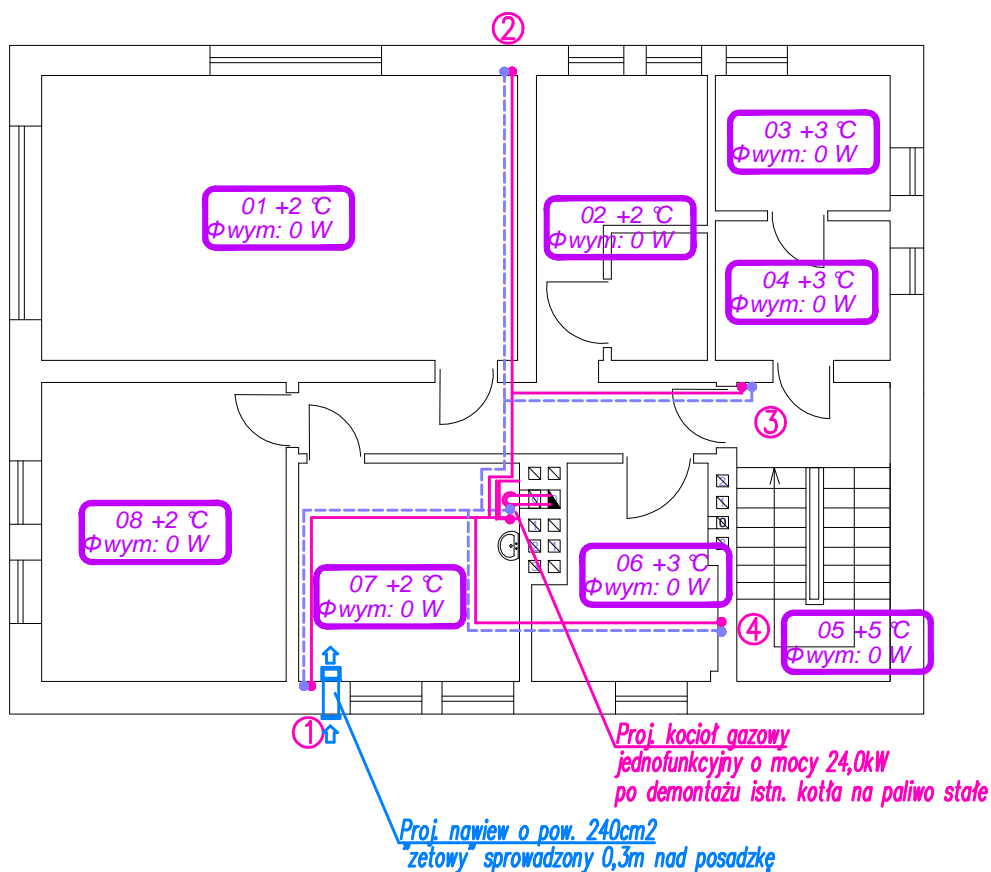 ②
03 +3 °C
Φwym: 0 W
01 +2 °C
Φwym: 0 W
02 +2 °C
Φwym: 0 W
04 +3 °C
Φwym: 0 W
③
08 +2 °C
Φwym: 0 W
07 +2 °C
Φwym: 0 W
06 +3 °C
Φwym: 0 W
④
05 +5 °C
Φwym: 0 W
①
Proj. kocioł gazowy
jednofunkcyjny o mocy 24,0kW
po demontażu istn. kotła na paliwo stałe
Proj. nawiew o pow. 240cm2
"zetowy" sprowadzony 0,3m nad posadzkę